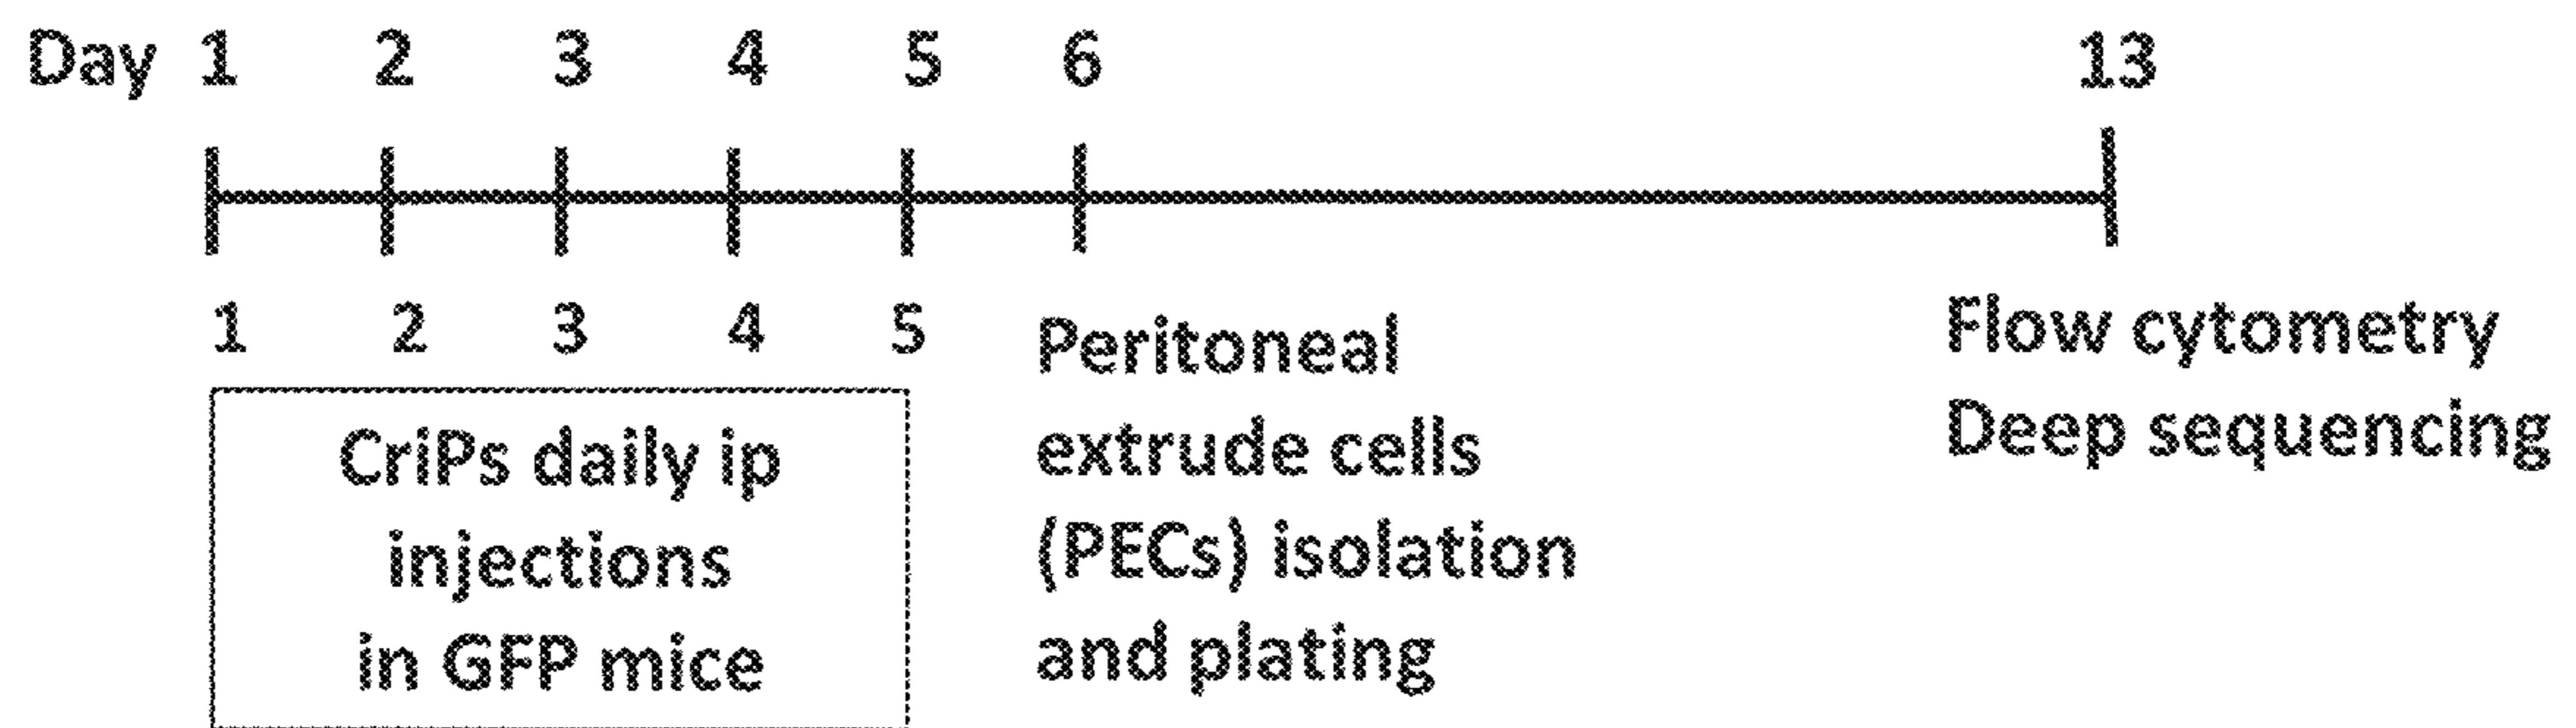 Day 1 2 3 4 5 6 13
1 2 3 4 5
CriPs daily ip
injections
in GFP mice
Peritoneal
extrude cells
(PECs) isolation
and plating
Flow cytometry
Deep sequencing